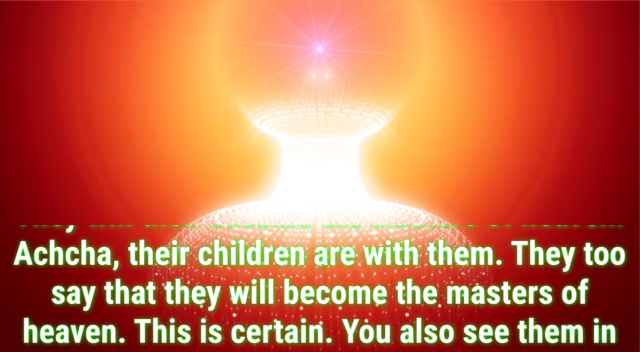 Achcha, their children are with them. They too
say that they will become the masters of
heaven. This is certain. You also see them in